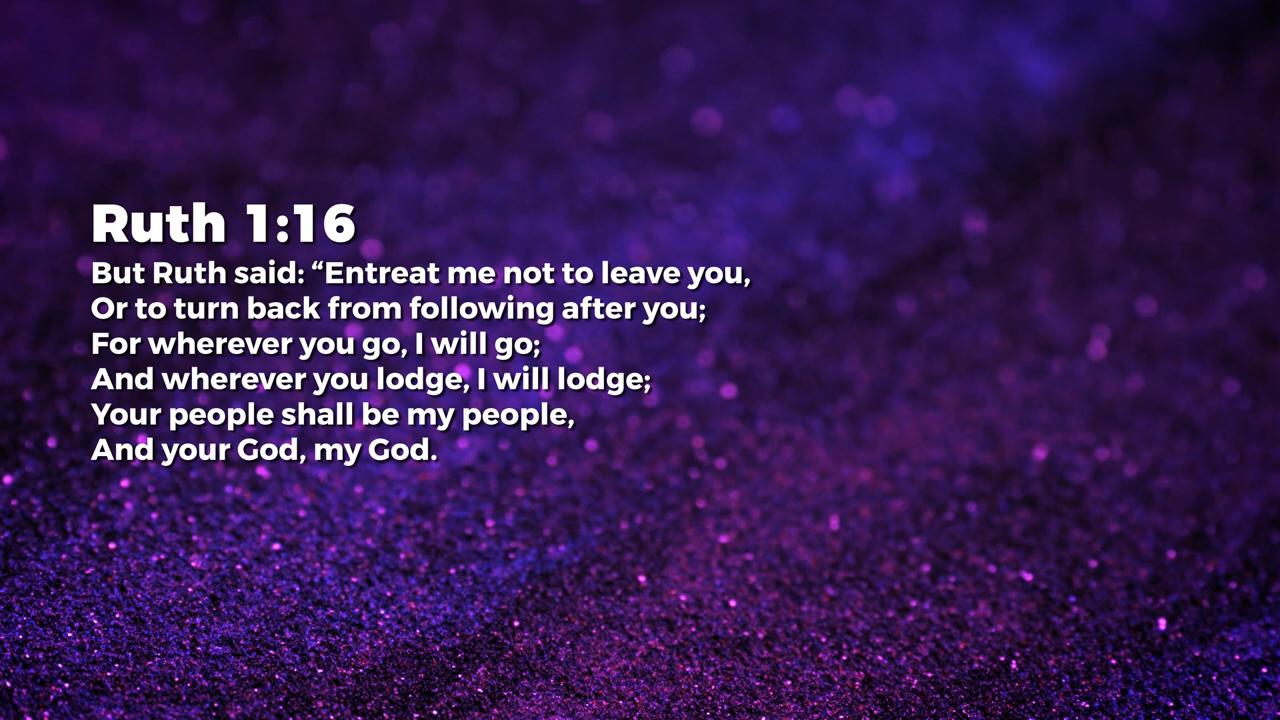 Ruth 1:16
But Ruth said: “Entreat me not to leave you,
Or to turn back from following after you;
For wherever you go, I will go;
And wherever you lodge, I will lodge;
Your people shall be my people,
And your God, my God.